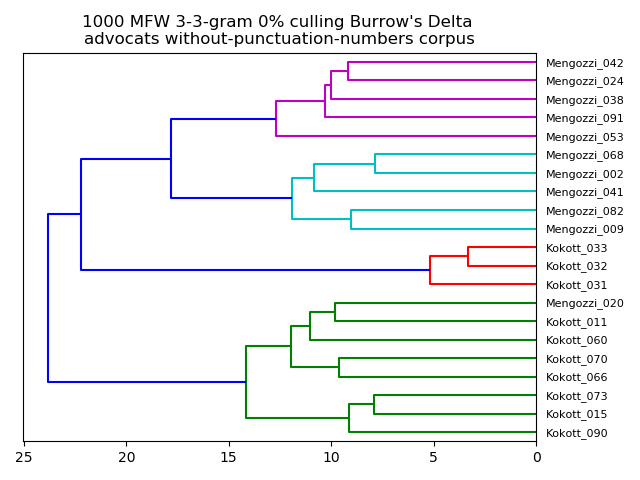 1000 MFW 3-3-gram 0% culling Burrow's Delta
advocats without-punctuation-numbers corpus
Mengozzi_042
Mengozzi_024
Mengozzi_038
Mengozzi_091
Mengozzi_053
Mengozzi_068
Mengozzi_002
Mengozzi_041
Mengozzi_082
Mengozzi_009
Kokott_033
Kokott_032
Kokott_031
Mengozzi_020
Kokott_011
Kokott_060
Kokott_070
Kokott_066
Kokott_073
Kokott_015
Kokott_090
25 20 15 10 5 0